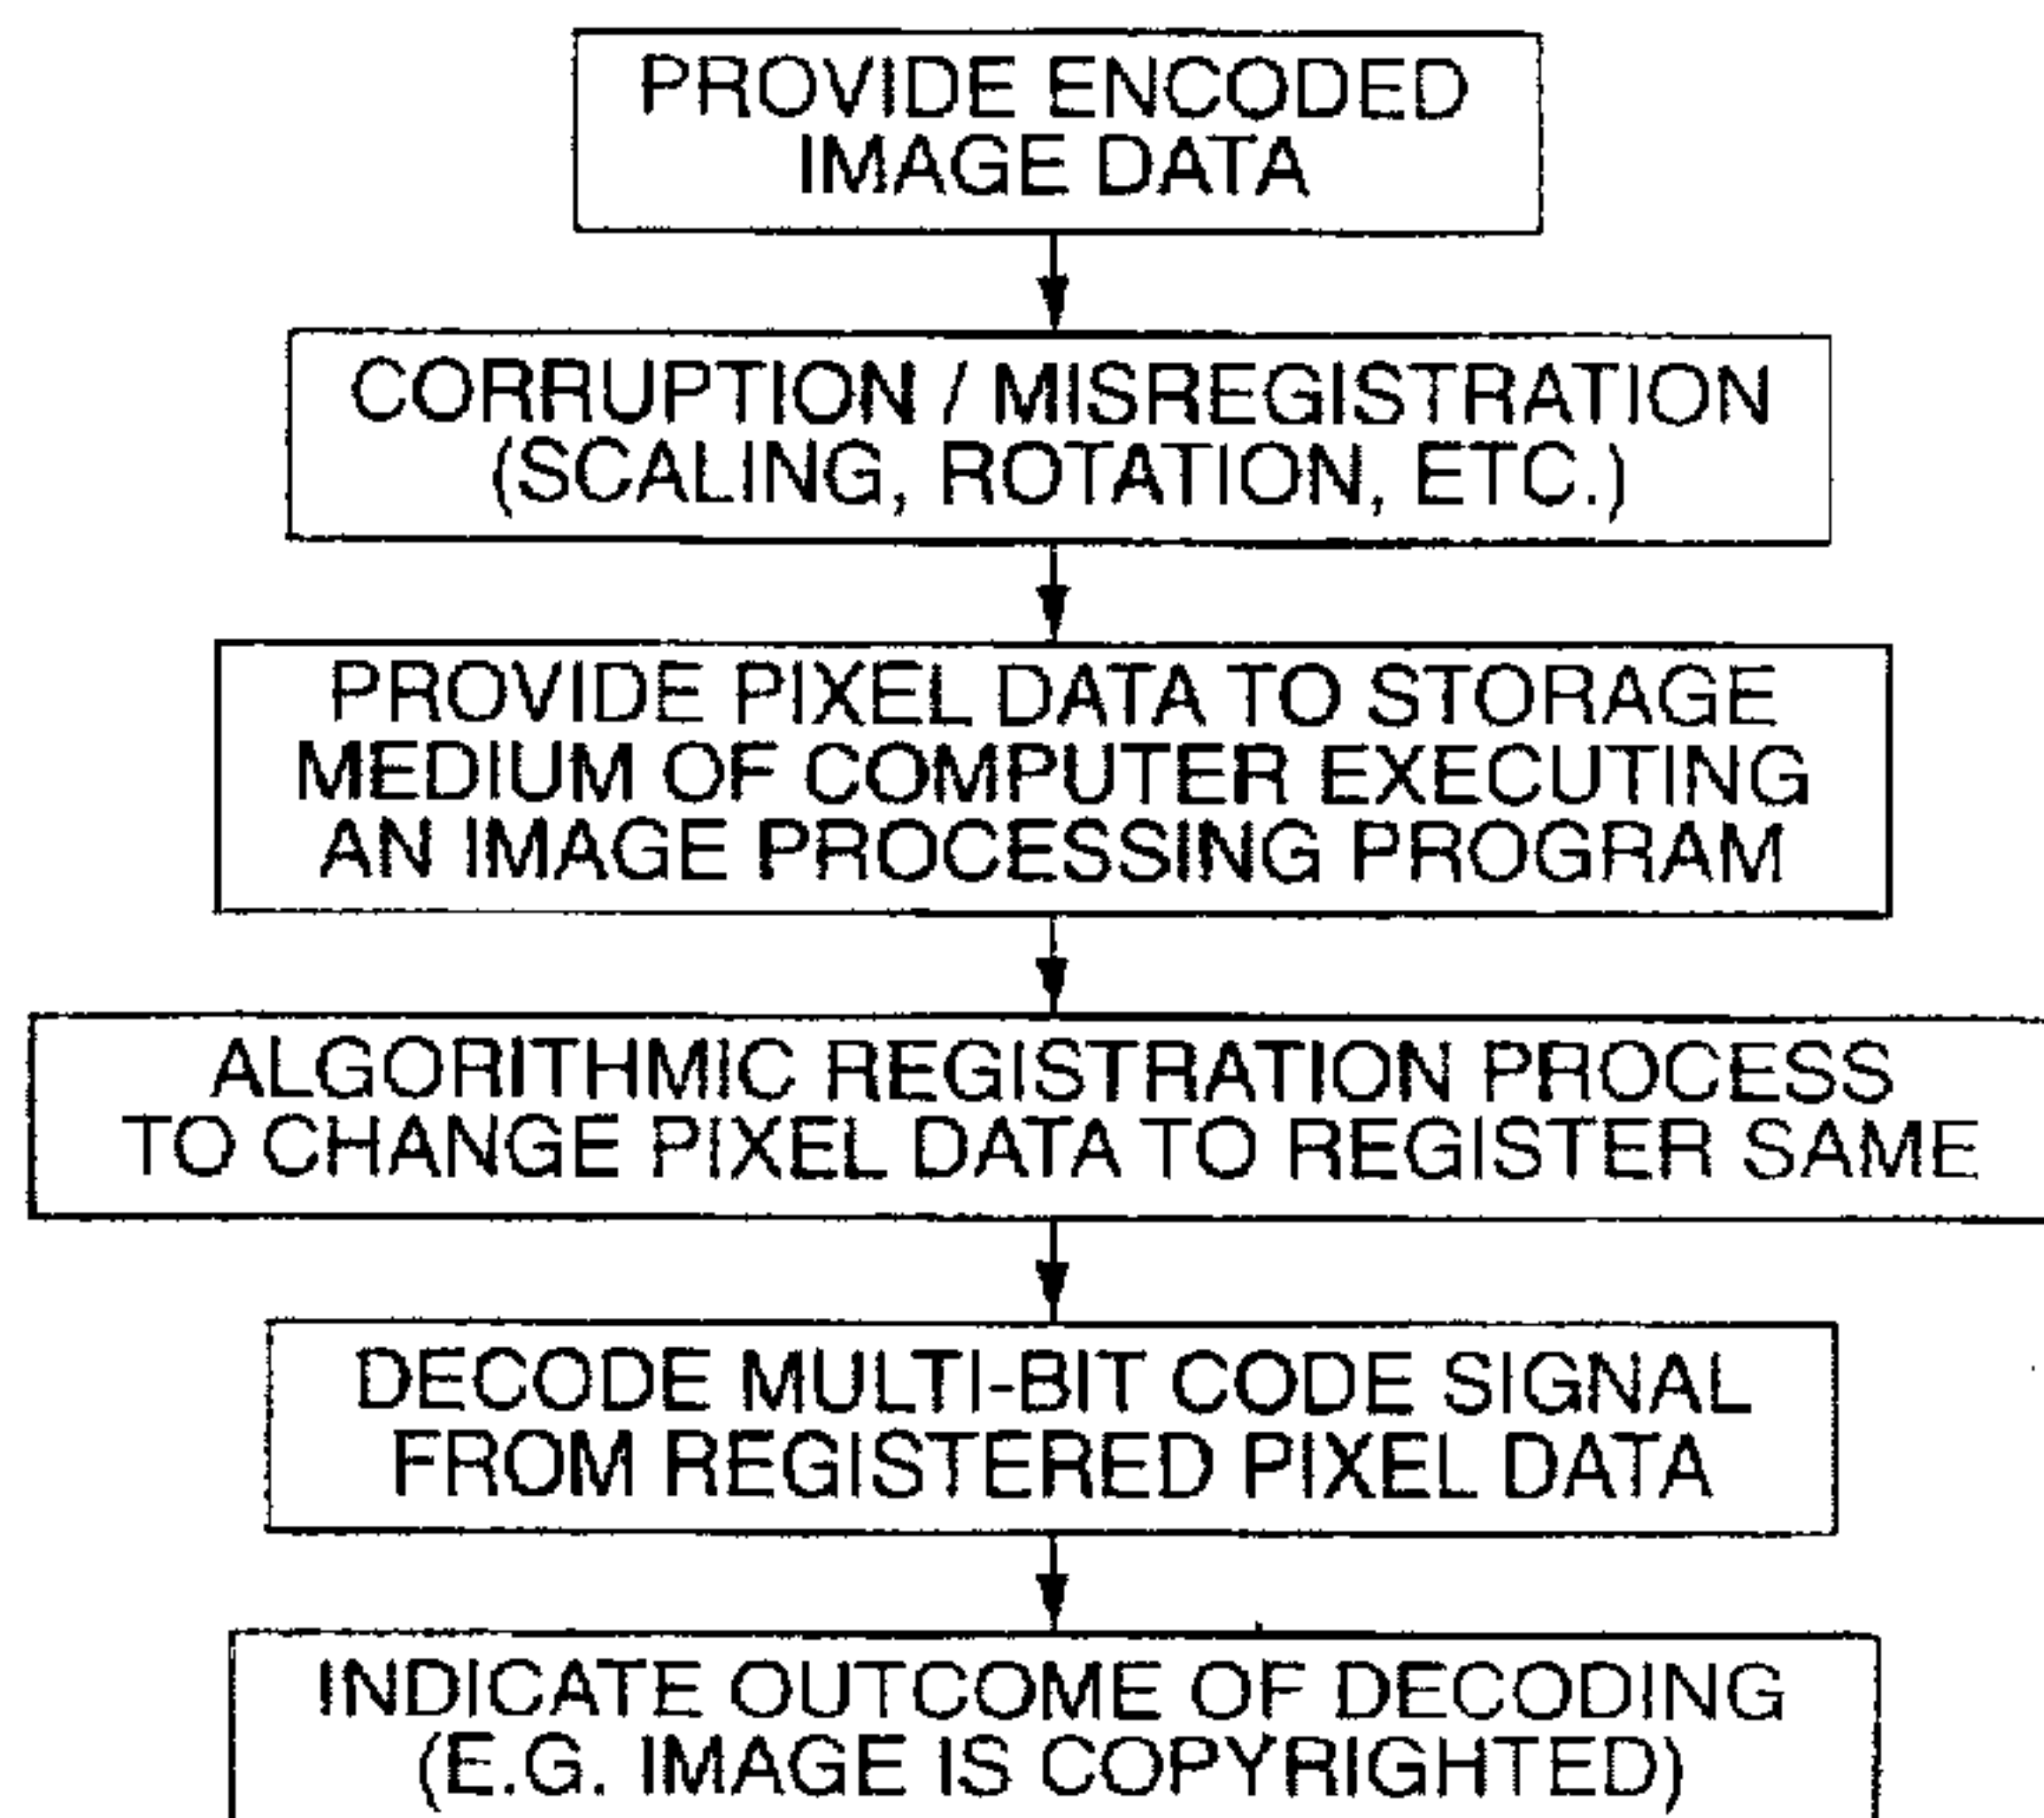 PROVIDE ENCODED
IMAGE DATA
CORRUPTION / MISREGISTRATION
(SCALING, ROTATION, ETC.)
PROVIDE PIXEL DATA TO STORAGE
MEDIUM OF COMPUTER EXECUTING
AN IMAGE PROCESSING PROGRAM
ALGORITHMIC REGISTRATION PROCESS
TO CHANGE PIXEL DATA TO REGISTER SAME
DECODE MULTI-BIT CODE SIGNAL
FROM REGISTERED PIXEL DATA
INDICATE OUTCOME OF DECODING
(E.G. IMAGE IS COPYRIGHTED)